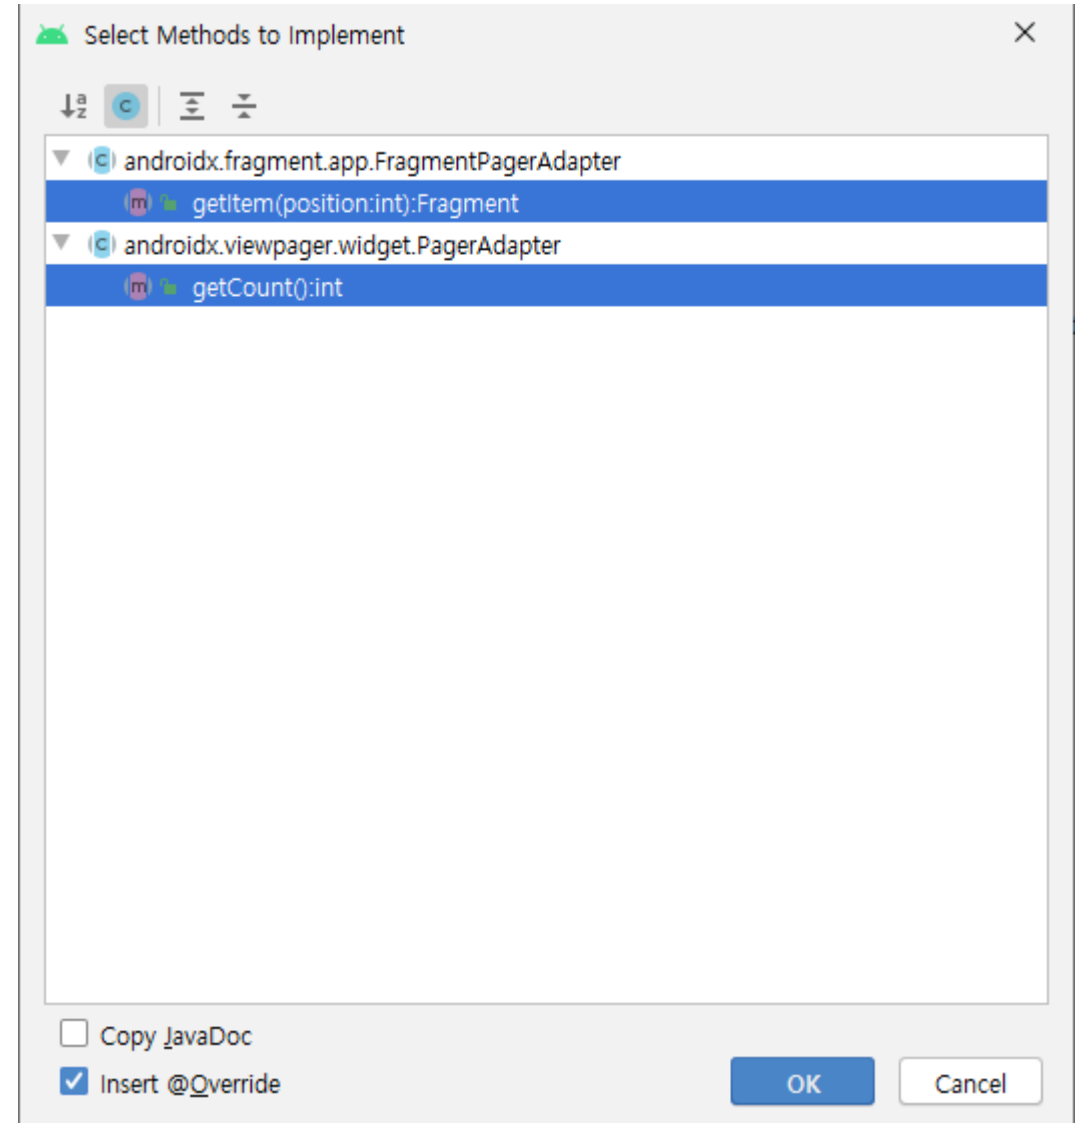 Select Methods to Implement
androidx.fragment.app.FragmentPagerAdapter
getItem(position:int):Fragment
androidx.viewpager.widget.PagerAdapter
getCount():int
Copy JavaDoc
Insert @Override
OK
Cancel